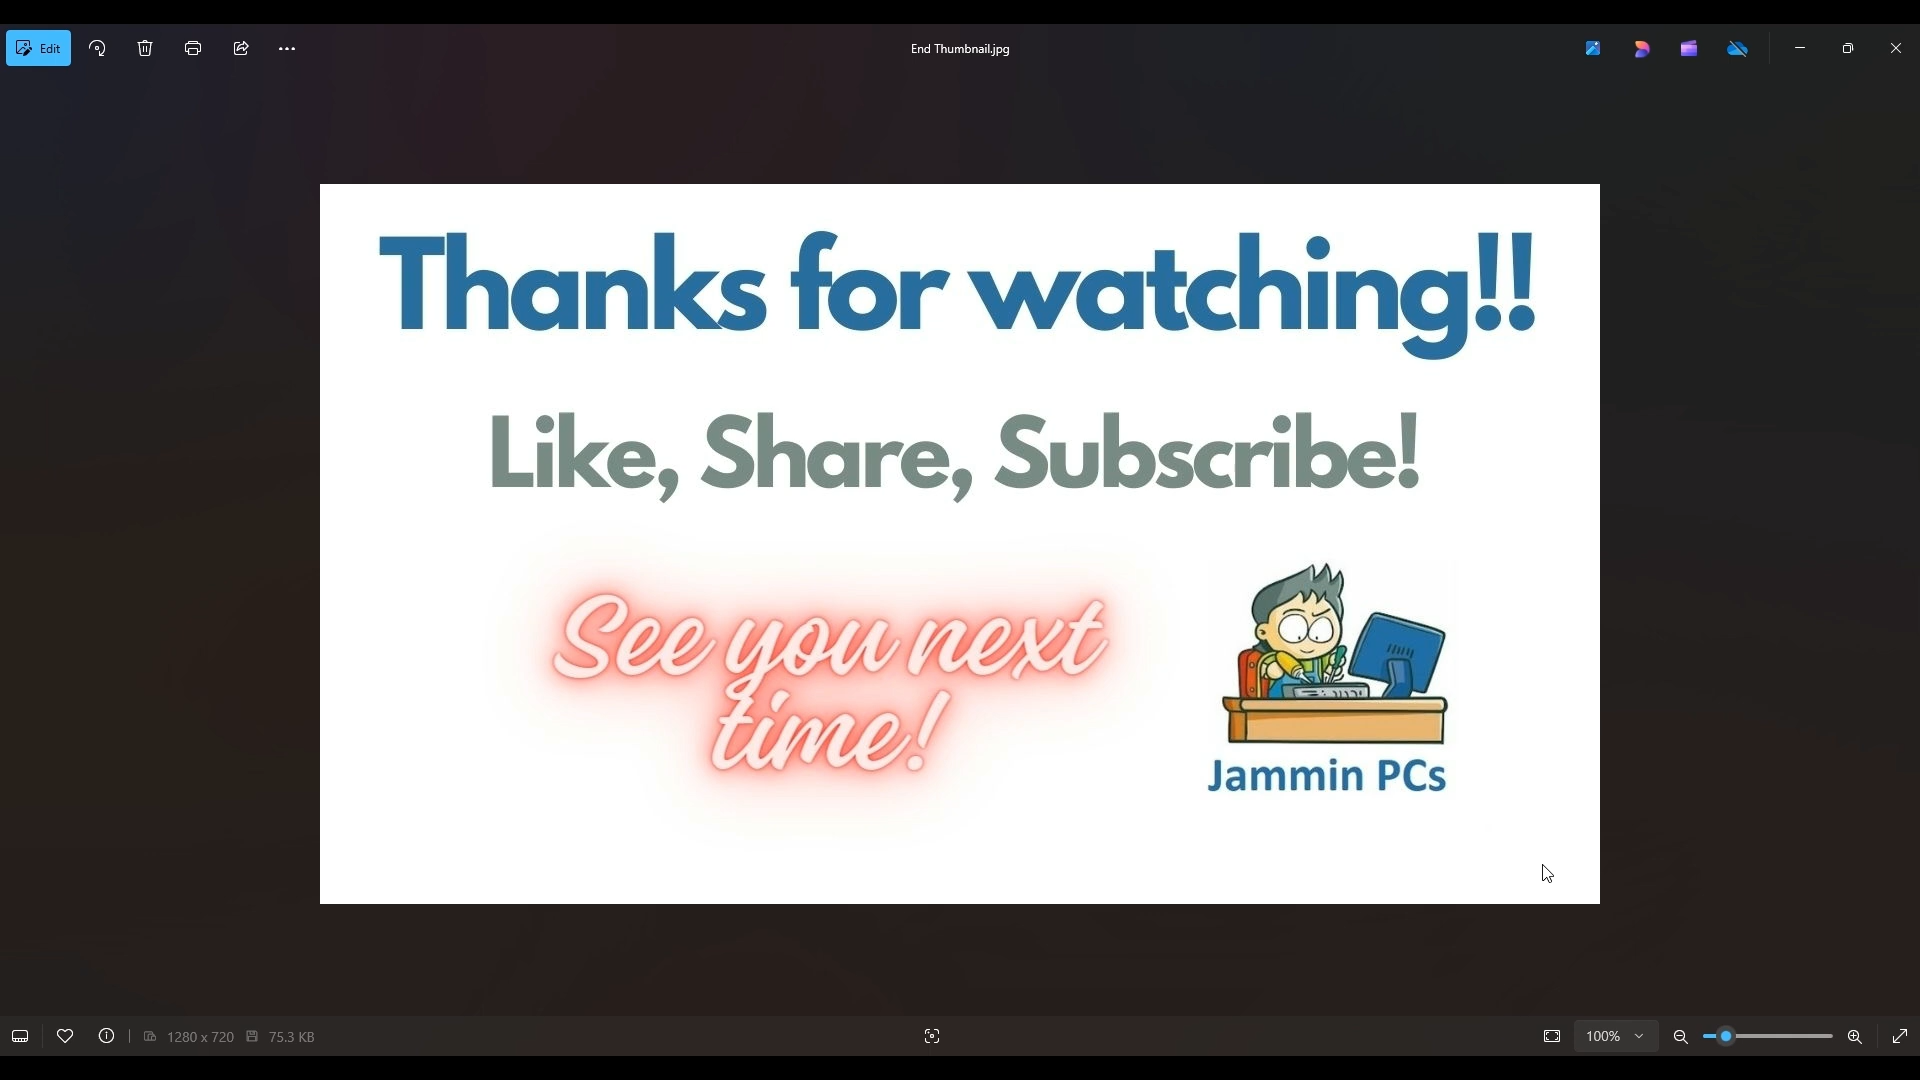 Edit
End Thumbnail.jpg
Thanks for watching!!
Like, Share, Subscribe!
See you next
time!
Jammin PCs
1280 x 720
75.3 KB
100%